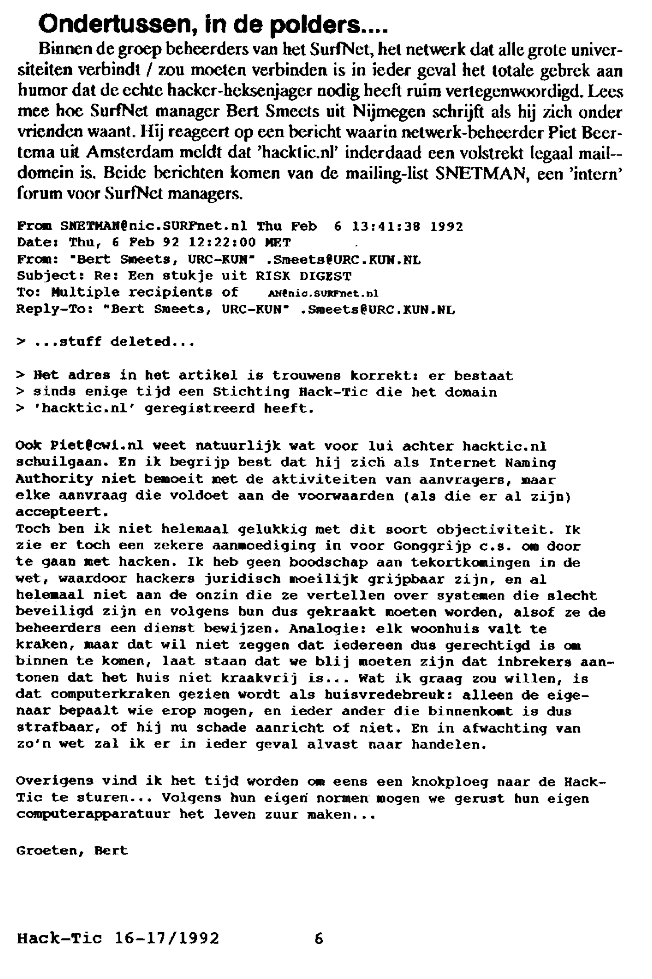 Ondertussen, in de polders....
Binnen de groep beheerders van het SurfNet, het netwerk dat alle grote univer-
siteiten verbindt / zou moeten verbinden is in ieder geval het totale gebrek aan
humor dat de echte hacker-heksenjager nodig heeft ruim vertegenwoordigd. Lees
mee hoe SurfNet manager Bert Smeets uit Nijmegen schrijft als hij zich onder
vrienden waant. Hij reageert op een bericht waarin netwerk-beheerder Piet Beer-
tema uit Amsterdam meldt dat 'hacktic.nl' inderdaad een volstrekt legaal mail--
domein is. Beide berichten komen van de mailing-list SNETMAN, een 'intern'
forum voor SurfNet managers.
From SNETMAN@nic.SURFnet.nl Thu Feb 6 13:41:38 1992
Date: Thu, 6 Feb 92 12:22:00 MET
From: "Bert Smeets, URC-KUN" .Smeets@URC.KUN.NL
Subject: Re: Een stukje uit RISK DIGEST
To: Multiple recipients of AN@nic.SURFnet.nl
Reply-To: "Bert Smeets, URC-KUN" .Smeets@URC.KUN.NL
> ...stuff deleted...
> Het adres in het artikel is trouwens korrekt: er bestaat
> sinds enige tijd een Stichting Hack-Tic die het domain
> 'hacktic.nl' geregistreerd heeft.
Ook Piet@cwi.nl weet natuurlijk wat voor lui achter hacktic.nl
schuilgaan. En ik begrijp best dat hij zich als Internet Naming
Authority niet bemoeit met de aktiviteiten van aanvragers, maar
elke aanvraag die voldoet aan de voorwaarden (als die er al zijn)
accepteert.
Toch ben ik niet helemaal gelukkig met dit soort objectiviteit. Ik
zie er toch een zekere aanmoediging in voor Gonggrijp c.s. om door
te gaan met hacken. Ik heb geen boodschap aan tekortkomingen in de
wet, waardoor hackers juridisch moeilijk grijpbaar zijn, en al
helemaal niet aan de onzin die ze vertellen over systemen die slecht
beveiligd zijn en volgens hun dus gekraakt moeten worden, alsof ze de
beheerders een dienst bewijzen. Analogie: elk woonhuis valt te
kraken, maar dat wil niet zeggen dat iedereen dus gerechtigd is om
binnen te komen, laat staan dat we blij moeten zijn dat inbrekers aan-
tonen dat het huis niet kraakvrij is... Wat ik graag zou willen, is
dat computerkraken gezien wordt als huisvredebreuk: alleen de eige-
naar bepaalt wie erop mogen, en ieder ander die binnenkomt is dus
strafbaar, of hij nu schade aanricht of niet. En in afwachting van
zo'n wet zal ik er in ieder geval alvast naar handelen.
Overigens vind ik het tijd worden om eens een knokploeg naar de Hack-
Tic te sturen... Volgens hun eigen normen mogen we gerust hun eigen
computerapparatuur het leven zuur maken...
Groeten, Bert
Hack-Tic 16-17/1992 6